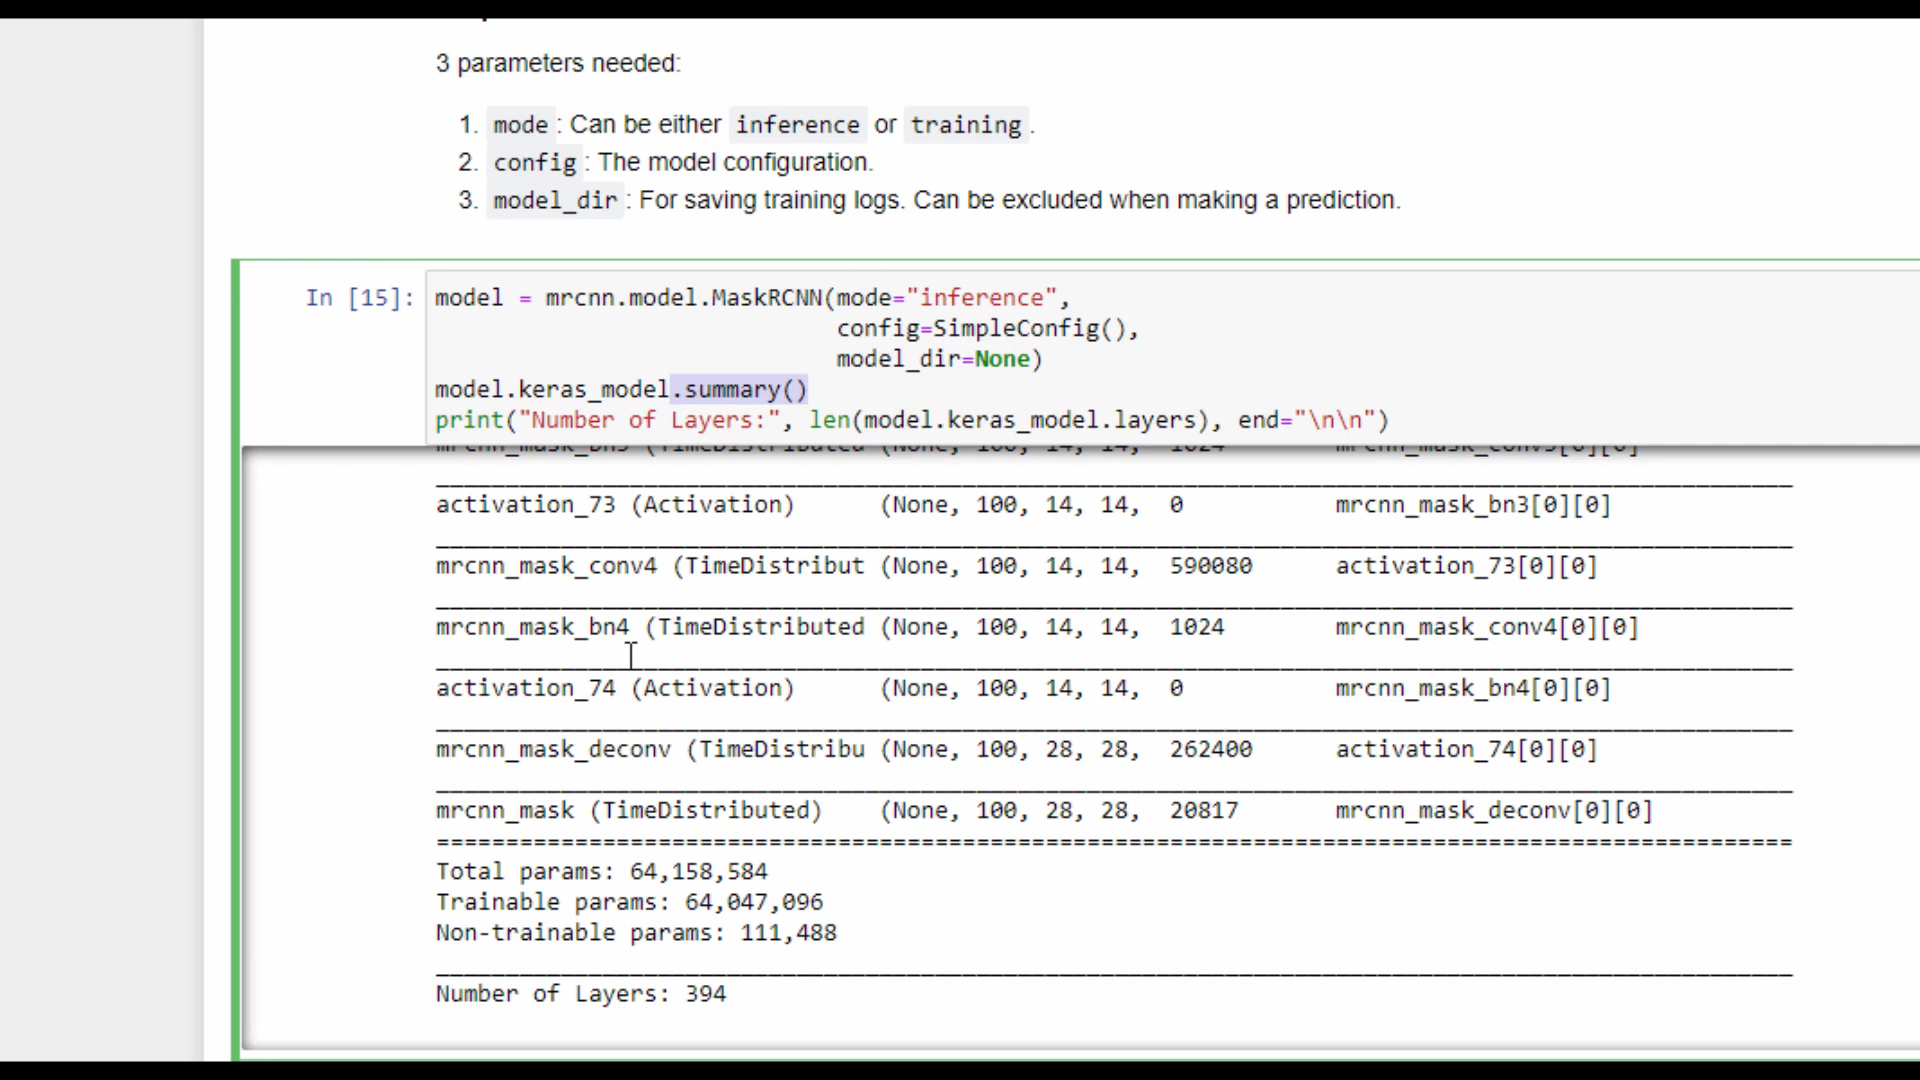 3 parameters needed:
1. mode : Can be either inference or training .
2. config : The model configuration.
3. model_dir : For saving training logs. Can be excluded when making a prediction.
In [15]: model = mrcnn.model.MaskRCNN(mode="inference",
config=SimpleConfig(),
model_dir=None)
model.keras_model.summary()
print("Number of Layers:", len(model.keras_model.layers), end="\n\n")
activation_73 (Activation) (None, 100, 14, 14, 0 mrcnn_mask_bn3[0][0]
mrcnn_mask_conv4 (TimeDistribut (None, 100, 14, 14, 590080 activation_73[0][0]
mrcnn_mask_bn4 (TimeDistributed (None, 100, 14, 14, 1024 mrcnn_mask_conv4[0][0]
activation_74 (Activation) (None, 100, 14, 14, 0 mrcnn_mask_bn4[0][0]
mrcnn_mask_deconv (TimeDistribu (None, 100, 28, 28, 262400 activation_74[0][0]
mrcnn_mask (TimeDistributed) (None, 100, 28, 28, 20817 mrcnn_mask_deconv[0][0]
Total params: 64,158,584
Trainable params: 64,047,096
Non-trainable params: 111,488
Number of Layers: 394